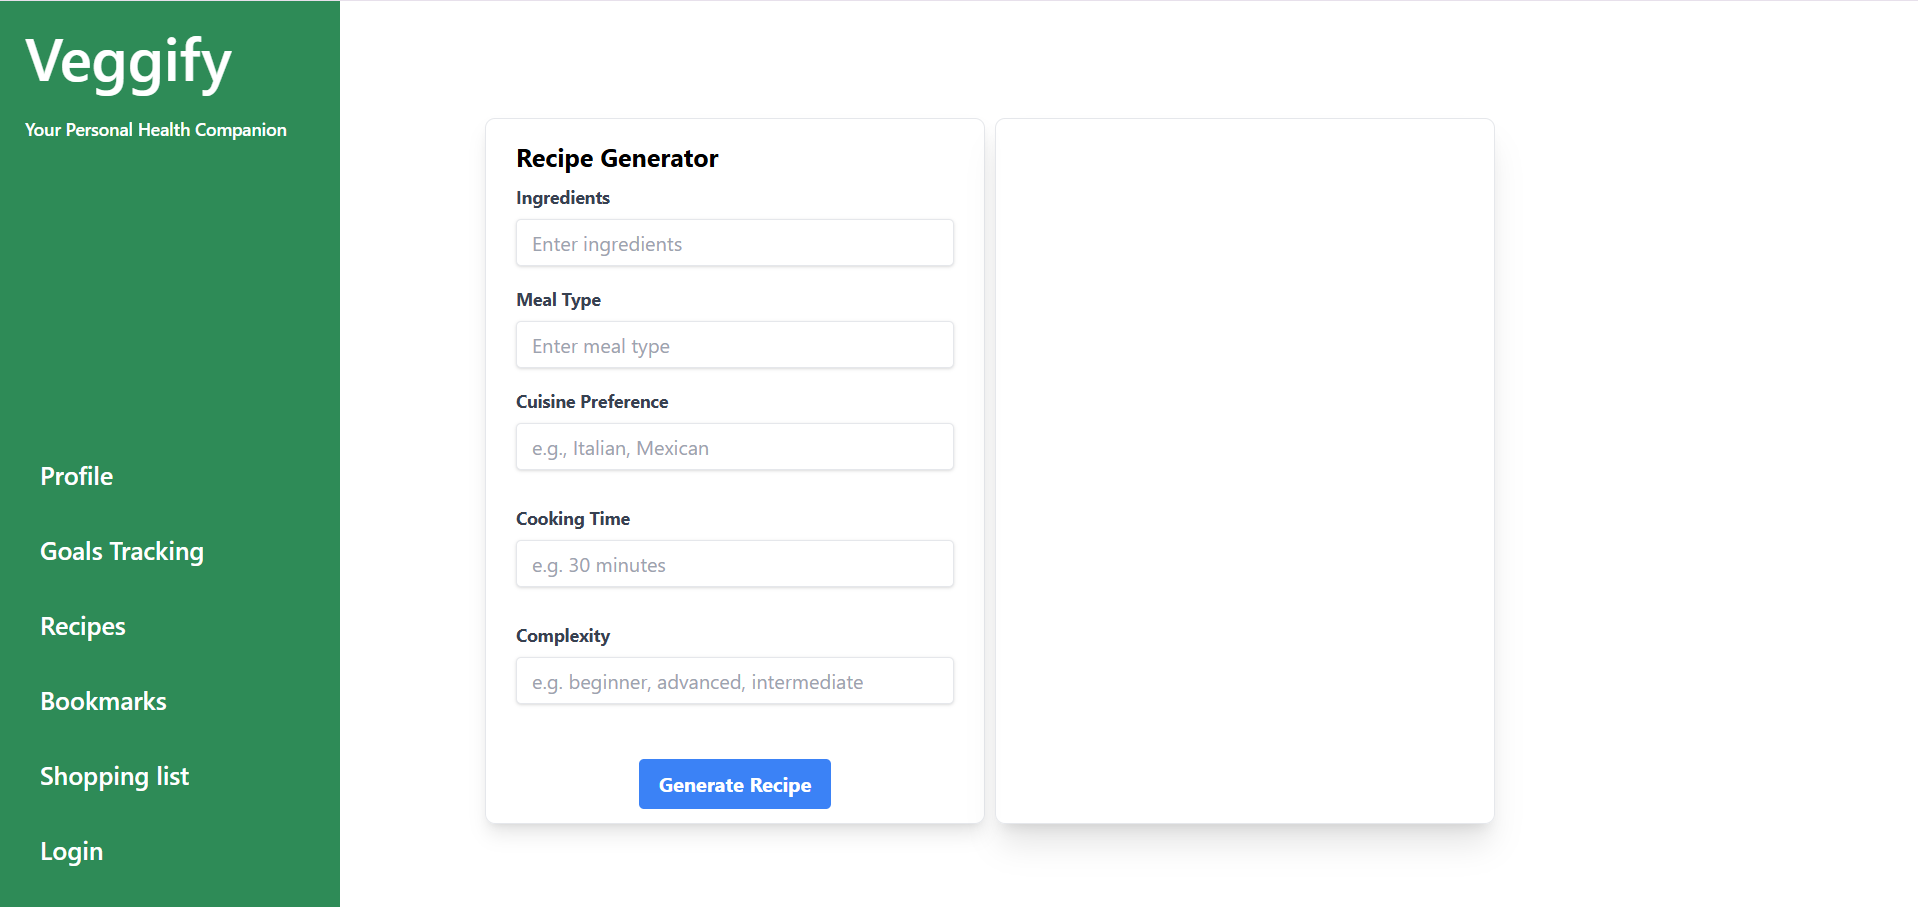 Veggify
Your Personal Health Companion
Profile
Goals Tracking
Recipes
Bookmarks
Shopping list
Login
Recipe Generator
Ingredients
Enter ingredients
Meal Type
Enter meal type
Cuisine Preference
e.g., Italian, Mexican
Cooking Time
e.g. 30 minutes
Complexity
e.g. beginner, advanced, intermediate
Generate Recipe